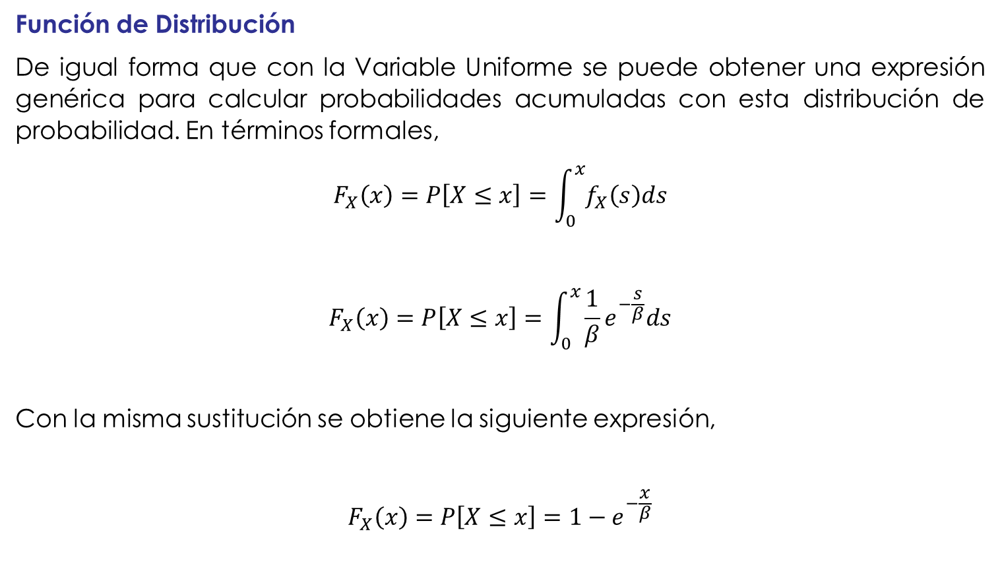 Función de Distribución
De igual forma que con la Variable Uniforme se puede obtener una expresión
genérica para calcular probabilidades acumuladas con esta distribución de
probabilidad. En términos formales,
$F_X(x) = P[X \leq x] = \int_0^x f_X(s)ds$
$F_X(x) = P[X \leq x] = \int_0^x \frac{1}{\beta} e^{-\frac{s}{\beta}} ds$
Con la misma sustitución se obtiene la siguiente expresión,
$F_X(x) = P[X \leq x] = 1 - e^{-\frac{x}{\beta}}$